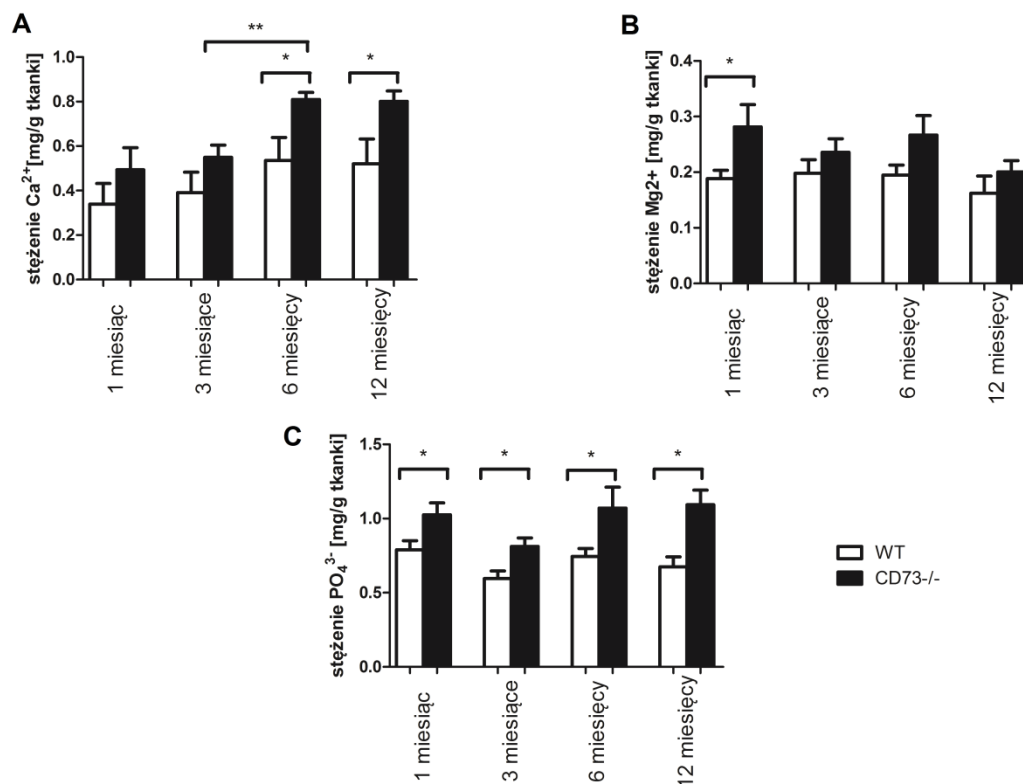 A
stężenie Ca²⁺[mg/g tkanki]
**
*
*
1.0
0.8
0.6
0.4
0.2
0.0
1 miesiąc
3 miesiące
6 miesięcy
12 miesięcy
B
stężenie Mg2+ [mg/g tkanki]
*
0.4
0.3
0.2
0.1
0.0
1 miesiąc
3 miesiące
6 miesięcy
12 miesięcy
C
stężenie PO₄³⁻ [mg/g tkanki]
*
*
*
*
1.5
1.0
0.5
0.0
1 miesiąc
3 miesiące
6 miesięcy
12 miesięcy
WT
CD73-/-